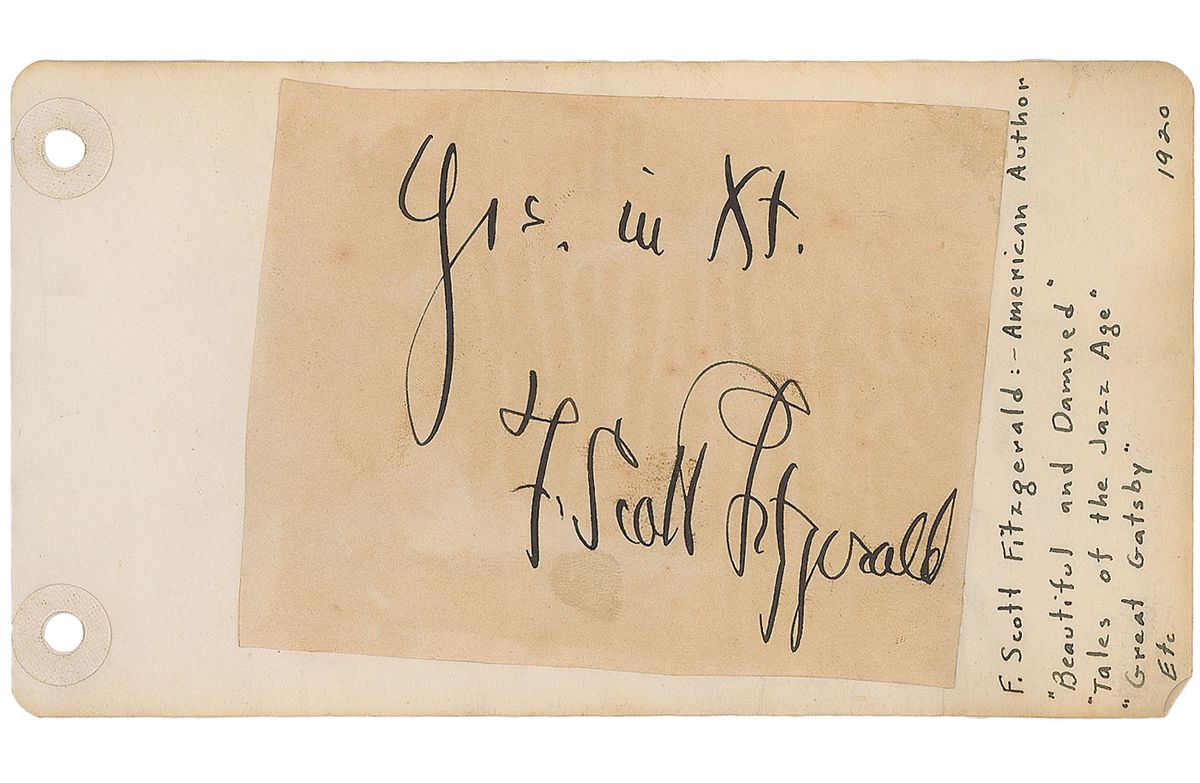 Yrs. in Xt.
F. Scott Fitzgerald
F. Scott Fitzgerald:- American Author
"Beautiful and Damned"
"Tales of the Jazz Age"
"Great Gatsby"
Etc 1920